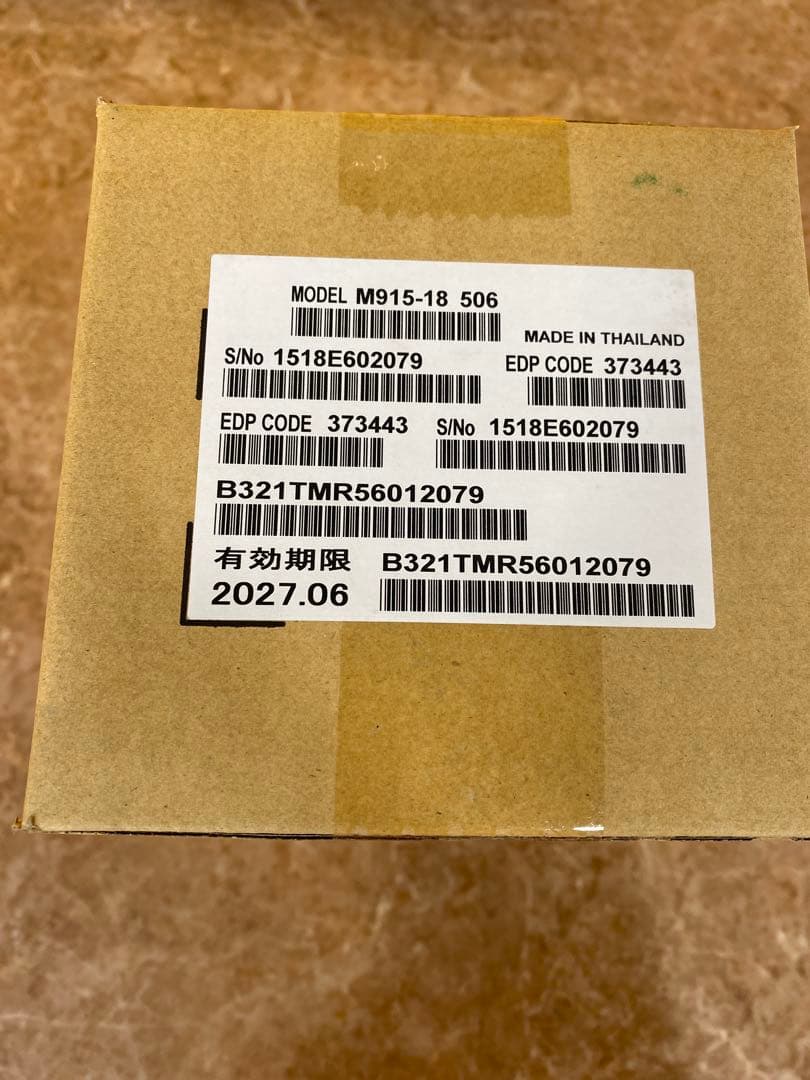 MODEL M915-18 506
MADE IN THAILAND
S/No 1518E602079
EDP CODE 373443
EDP CODE 373443
S/No 1518E602079
B321TMR56012079
有効期限
2027.06
B321TMR56012079